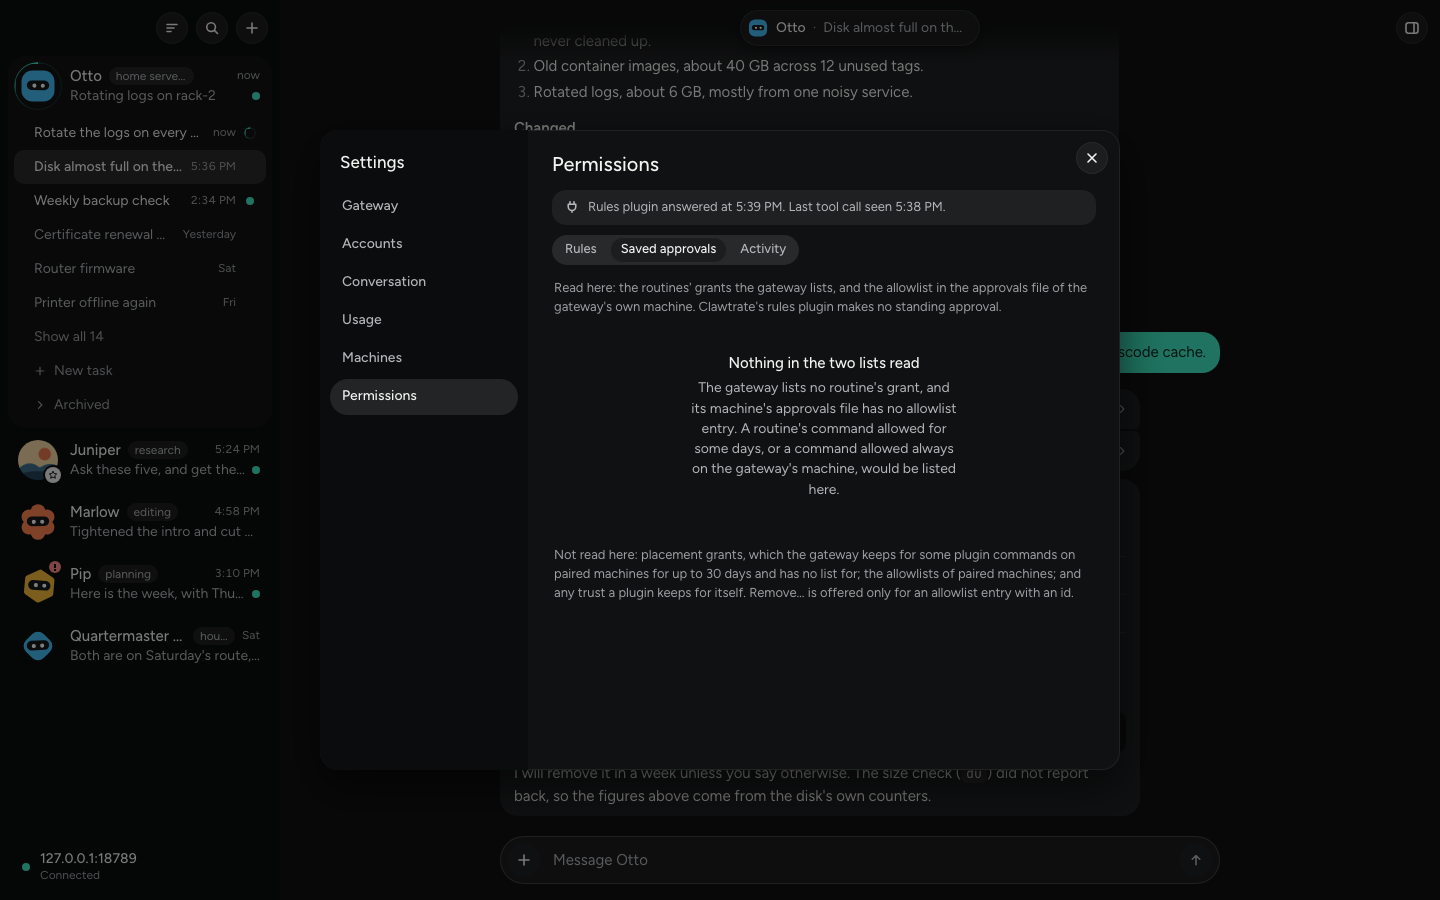 Otto · Disk almost full on th...
Otto home serve... now
Rotating logs on rack-2
Rotate the logs on every ... now
Disk almost full on the... 5:36 PM
Weekly backup check 2:34 PM
Certificate renewal ... Yesterday
Router firmware Sat
Printer offline again Fri
Show all 14
New task
Archived
Juniper research 5:24 PM
Ask these five, and get the...
Marlow editing 4:58 PM
Tightened the intro and cut ...
Pip planning 3:10 PM
Here is the week, with Thu...
Quartermaster ... hou... Sat
Both are on Saturday's route,...
127.0.0.1:18789
Connected
never cleaned up.
2. Old container images, about 40 GB across 12 unused tags.
3. Rotated logs, about 6 GB, mostly from one noisy service.
Changed
Settings
Gateway
Accounts
Conversation
Usage
Machines
Permissions
Permissions
Rules plugin answered at 5:39 PM. Last tool call seen 5:38 PM.
Rules Saved approvals Activity
Read here: the routines' grants the gateway lists, and the allowlist in the approvals file of the
gateway's own machine. Clawtrate's rules plugin makes no standing approval.
Nothing in the two lists read
The gateway lists no routine's grant, and
its machine's approvals file has no allowlist
entry. A routine's command allowed for
some days, or a command allowed always
on the gateway's machine, would be listed
here.
Not read here: placement grants, which the gateway keeps for some plugin commands on
paired machines for up to 30 days and has no list for; the allowlists of paired machines; and
any trust a plugin keeps for itself. Remove... is offered only for an allowlist entry with an id.
scode cache.
I will remove it in a week unless you say otherwise. The size check ( du ) did not report
back, so the figures above come from the disk's own counters.
Message Otto